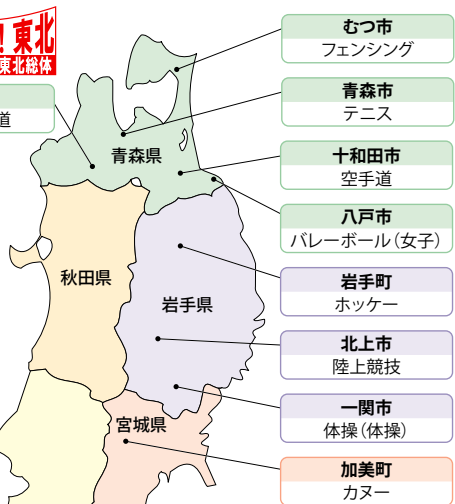 ！東北
東北総体
道
むつ市
フェンシング
青森市
テニス
十和田市
空手道
八戸市
バレーボール（女子）
岩手町
ホッケー
北上市
陸上競技
一関市
体操（体操）
加美町
カヌー
青森県
秋田県
岩手県
宮城県